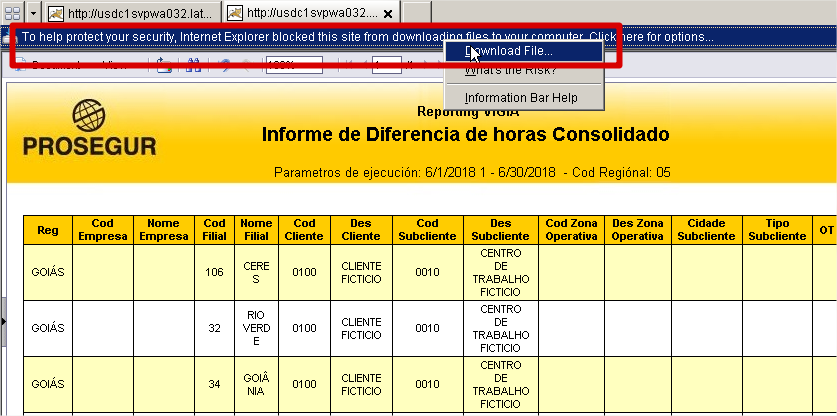 http://usdc1svpwa032.lat... http://usdc1svpwa032....
To help protect your security, Internet Explorer blocked this site from downloading files to your computer. Click here for options...
Download File...
What's the Risk?
Information Bar Help
100%
1
PROSEGUR
Reporting VIGIA
Informe de Diferencia de horas Consolidado
Parametros de ejecución: 6/1/2018 1 - 6/30/2018 - Cod Regiónal: 05
Reg Cod Empresa Nome Empresa Cod Filial Nome Filial Cod Cliente Des Cliente Cod Subcliente Des Subcliente Cod Zona Operativa Des Zona Operativa Cidade Subcliente Tipo Subcliente OT
GOIÁS 106 CERES 0100 CLIENTE FICTICIO 0010 CENTRO DE TRABALHO FICTICIO
GOIÁS 32 RIO VERDE 0100 CLIENTE FICTICIO 0010 CENTRO DE TRABALHO FICTICIO
GOIÁS 34 GOIÂNIA 0100 CLIENTE FICTICIO 0010 CENTRO DE TRABALHO FICTICIO